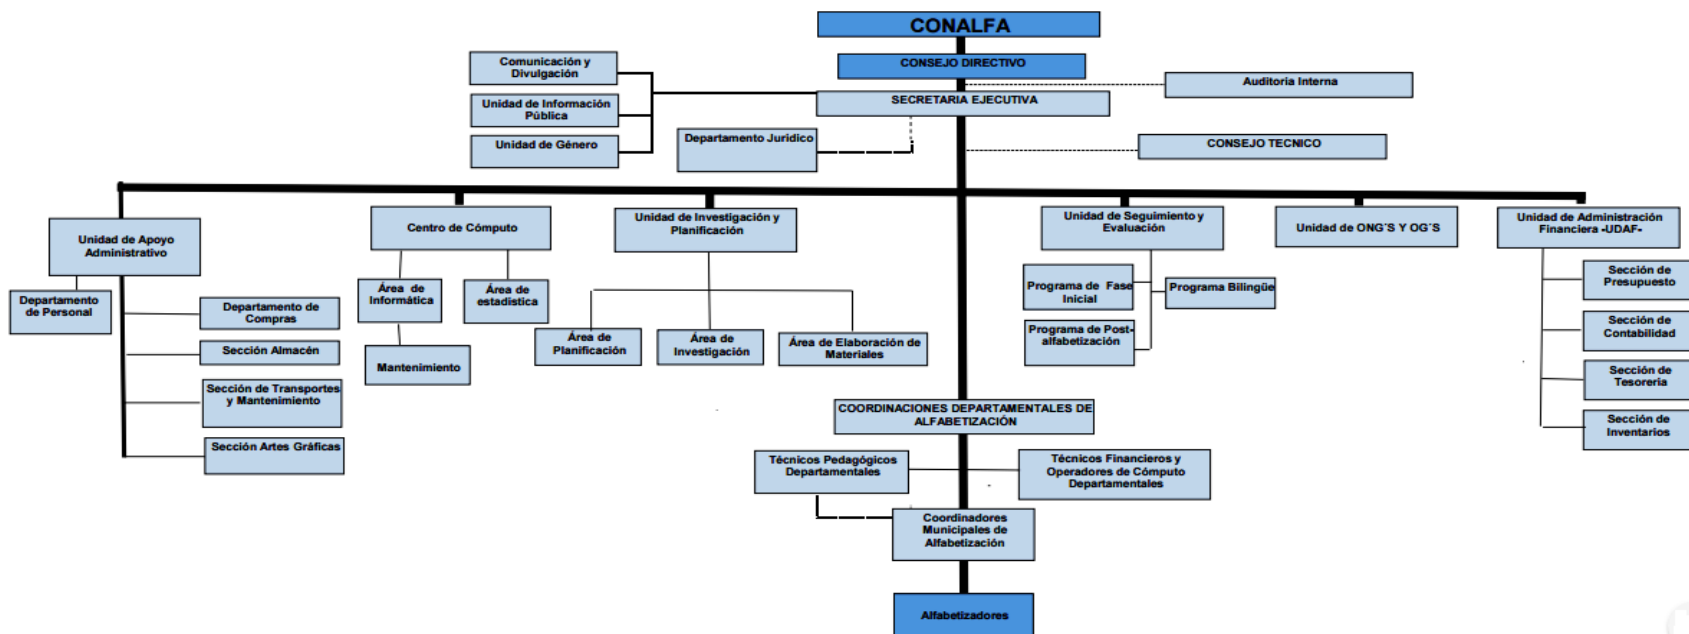 CONALFA
CONSEJO DIRECTIVO
Comunicación y
Divulgación
Auditoria Interna
SECRETARIA EJECUTIVA
Unidad de Información
Pública
Unidad de Género
Departamento Juridico
CONSEJO TECNICO
Unidad de Apoyo
Administrativo
Centro de Cómputo
Unidad de Investigación y
Planificación
Unidad de Seguimiento y
Evaluación
Unidad de ONG´S Y OG´S
Unidad de Administración
Financiera -UDAF-
Departamento
de Personal
Departamento de
Compras
Sección Almacén
Sección de Transportes
y Mantenimiento
Sección Artes Gráficas
Área de
Informática
Área de
estadistica
Mantenimiento
Área de
Planificación
Área de
Investigación
Área de Elaboración de
Materiales
Programa de Fase
Inicial
Programa Bilingüe
Programa de Post-
alfabetización
Sección de
Presupuesto
Sección de
Contabilidad
Sección de
Tesoreria
Sección de
Inventarios
COORDINACIONES DEPARTAMENTALES DE
ALFABETIZACIÓN
Técnicos Pedagógicos
Departamentales
Técnicos Financieros y
Operadores de Cómputo
Departamentales
Coordinadores
Municipales de
Alfabetización
Alfabetizadores